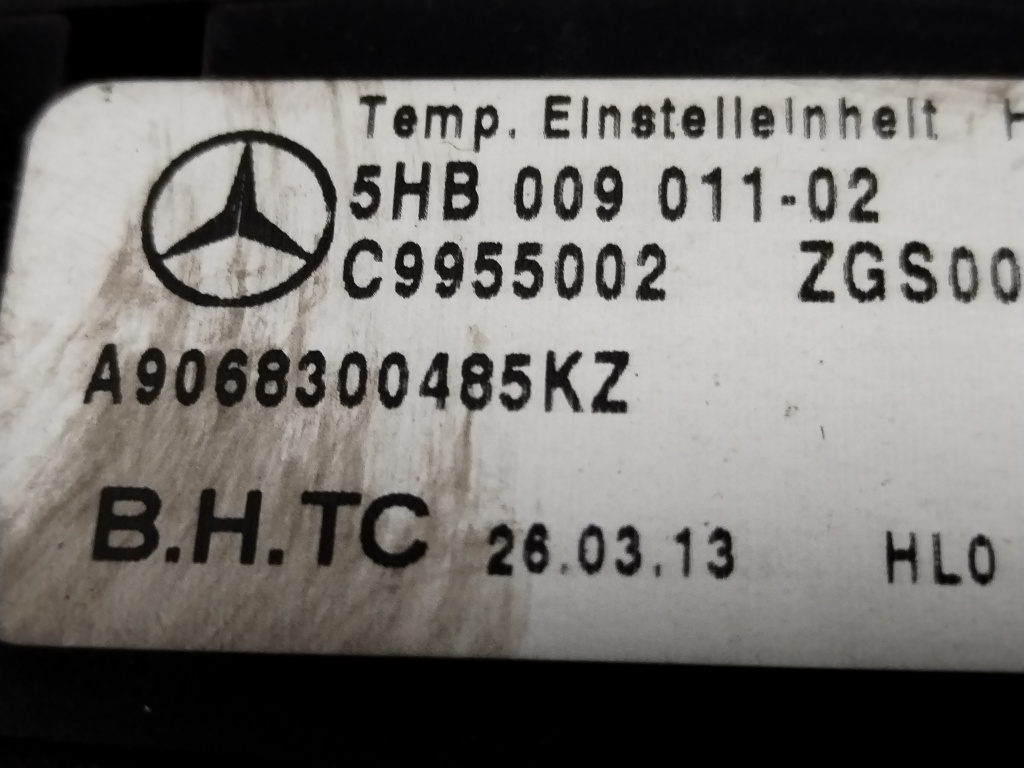 Temp. Einstelleinheit H
5HB 009 011-02
C9955002 ZGS00
A9068300485KZ
B.H.TC 26.03.13 HL0